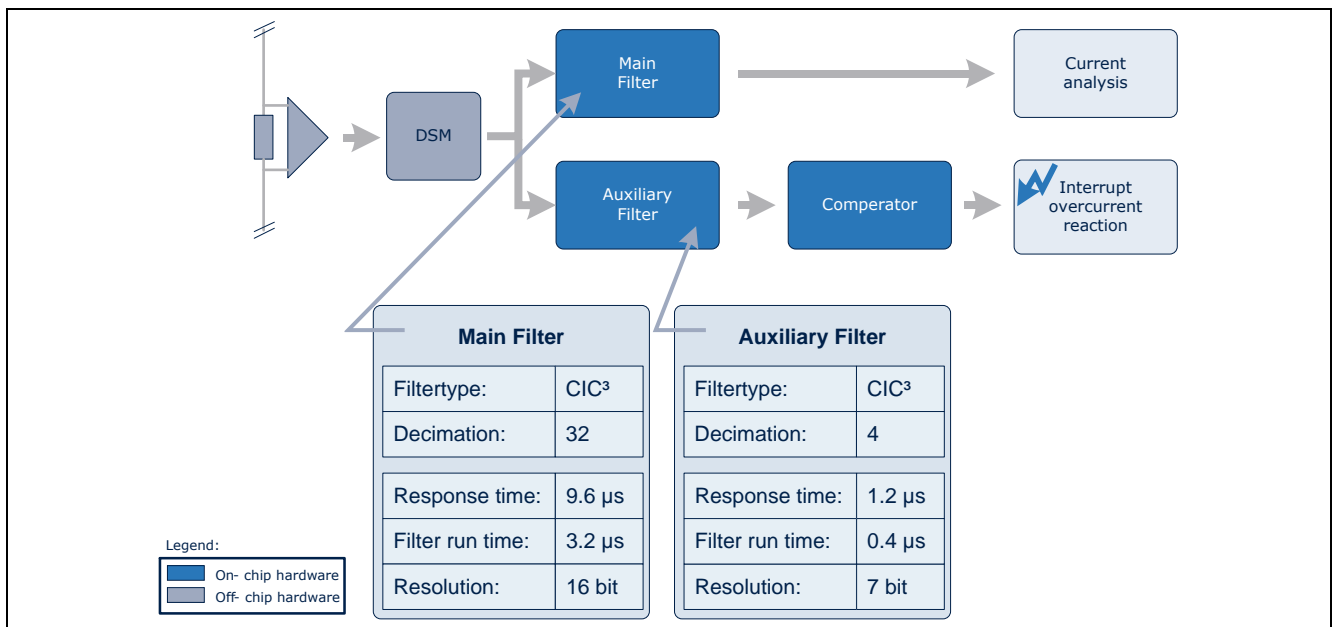 Main
Filter
Current
analysis
DSM
Auxiliary
Filter
Comperator
Interrupt
overcurrent
reaction
Main Filter
Filtertype: CIC³
Decimation: 32
Response time: 9.6 µs
Filter run time: 3.2 µs
Resolution: 16 bit
Auxiliary Filter
Filtertype: CIC³
Decimation: 4
Response time: 1.2 µs
Filter run time: 0.4 µs
Resolution: 7 bit
Legend:
On- chip hardware
Off- chip hardware